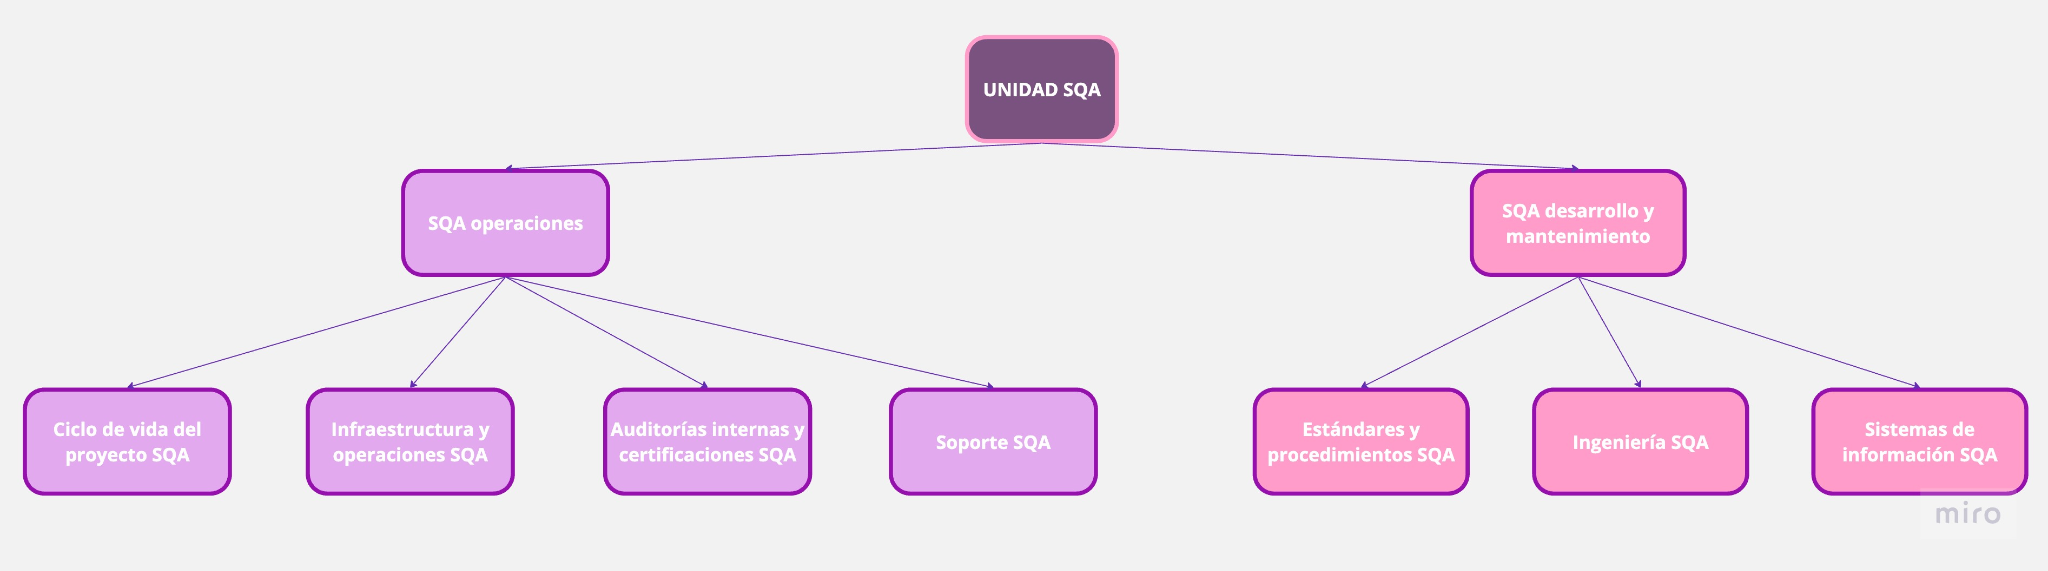 UNIDAD SQA
SQA operaciones
SQA desarrollo y
mantenimiento
Ciclo de vida del
proyecto SQA
Infraestructura y
operaciones SQA
Auditorías internas y
certificaciones SQA
Soporte SQA
Estándares y
procedimientos SQA
Ingeniería SQA
Sistemas de
información SQA
miro